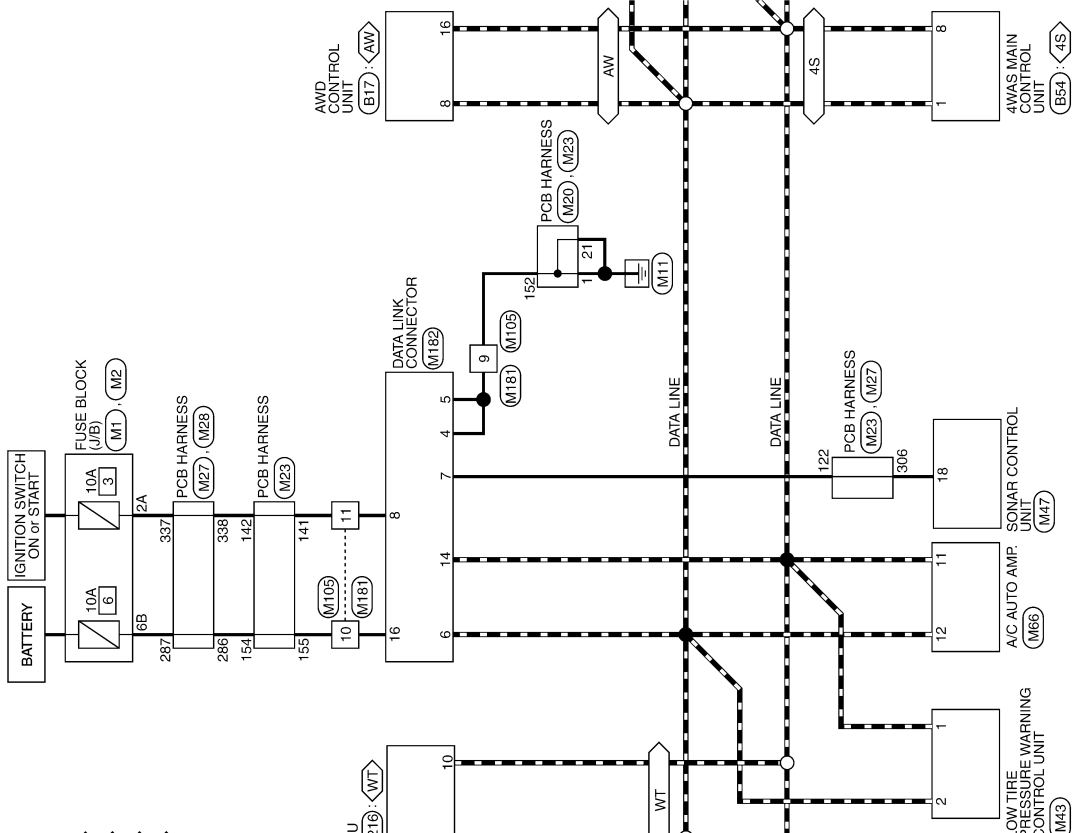 BATTERY
IGNITION SWITCH
ON or START
FUSE BLOCK
(J/B)
M1 , M2
10A
6
10A
3
6B
2A
287
337
PCB HARNESS
M27 , M28
286
338
154
142
PCB HARNESS
M23
155
141
10
M105
M181
11
16
8
DATA LINK
CONNECTOR
M182
6
14
7
4
5
M181
9
M105
152
PCB HARNESS
M20 , M23
1
21
M11
AWD
CONTROL
UNIT
B17 : AW
8
16
AW
4S
1
8
4WAS MAIN
CONTROL
UNIT
B54 : 4S
DATA LINE
DATA LINE
122
PCB HARNESS
M23 , M27
306
18
SONAR CONTROL
UNIT
M47
12
11
A/C AUTO AMP.
M66
2
1
OW TIRE
PRESSURE WARNING
CONTROL UNIT
M43
U
216 : WT
10
WT